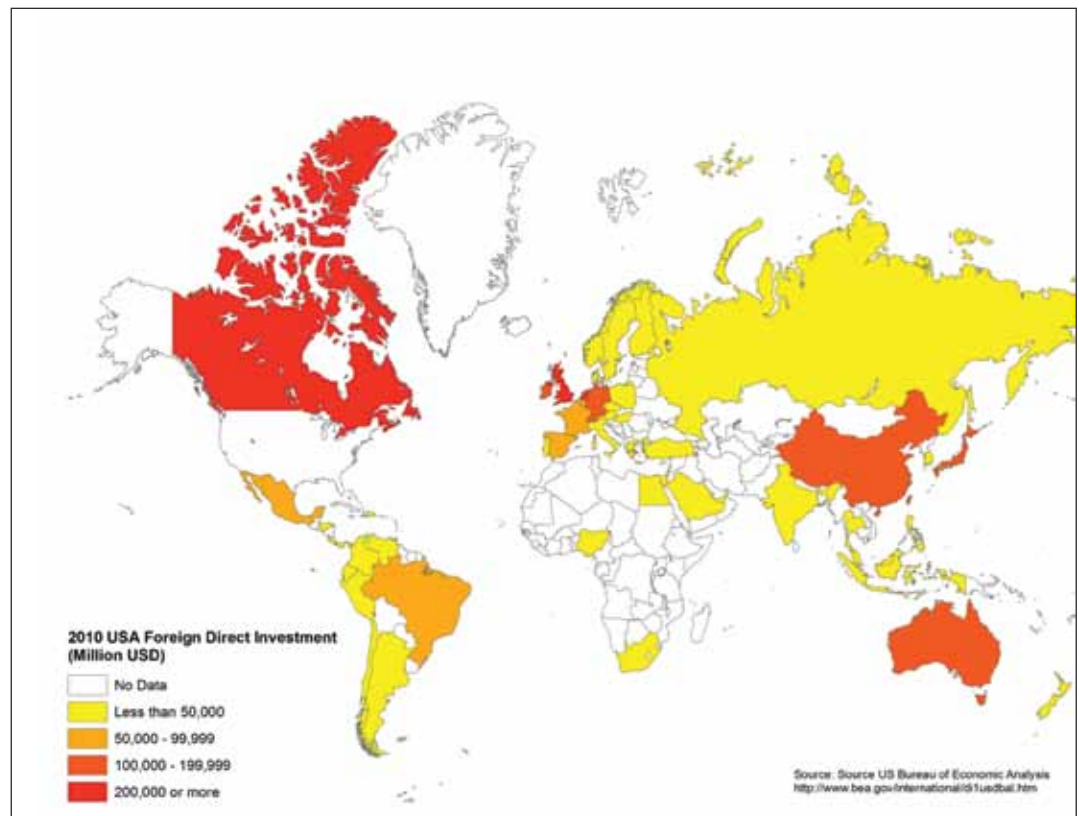 2010 USA Foreign Direct Investment
(Million USD)
No Data
Less than 50,000
50,000 - 99,999
100,000 - 199,999
200,000 or more
Source: Source US Bureau of Economic Analysis
http://www.bea.gov/international/di1usdbal.htm